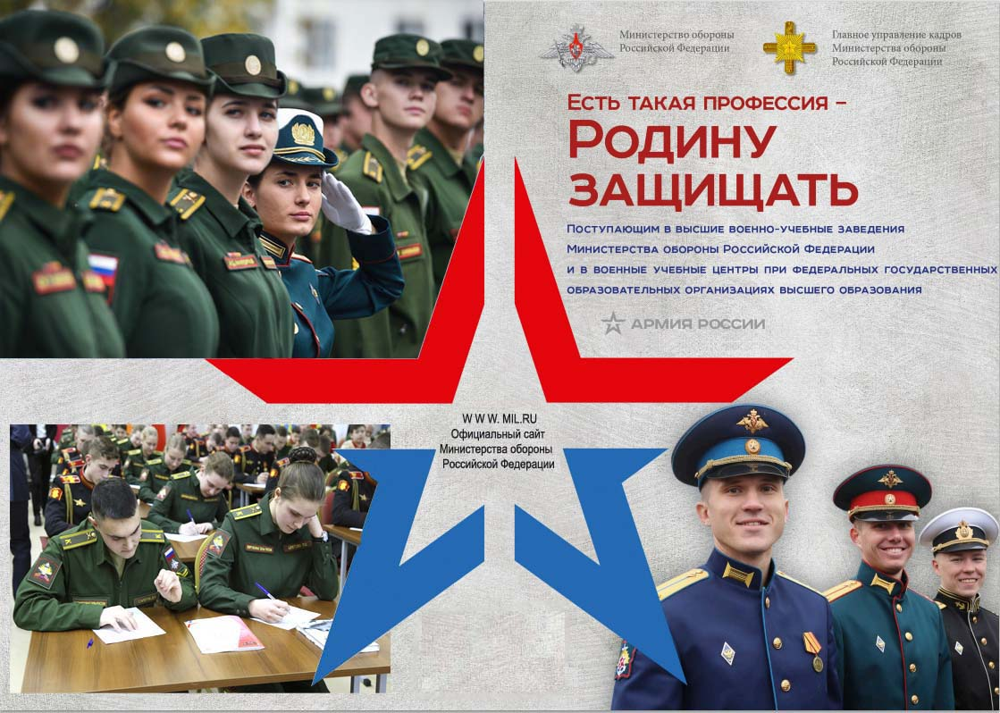 Министерство обороны
Российской Федерации
Главное управление кадров
Министерства обороны
Российской Федерации
Есть такая профессия –
Родину
защищать
Поступающим в высшие военно-учебные заведения
Министерства обороны Российской Федерации
и в военные учебные центры при федеральных государственных
образовательных организациях высшего образования
АРМИЯ РОССИИ
W W W. MIL.RU
Официальный сайт
Министерства обороны
Российской Федерации